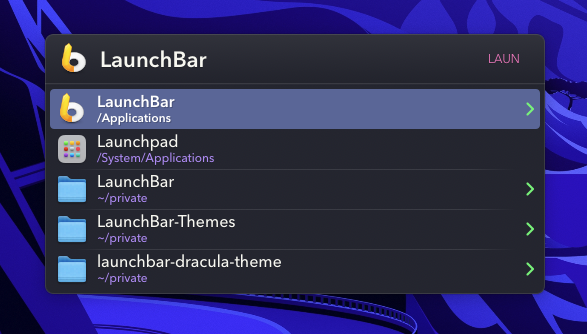 LaunchBar
LAUN
LaunchBar
/Applications
Launchpad
/System/Applications
LaunchBar
~/private
LaunchBar-Themes
~/private
launchbar-dracula-theme
~/private